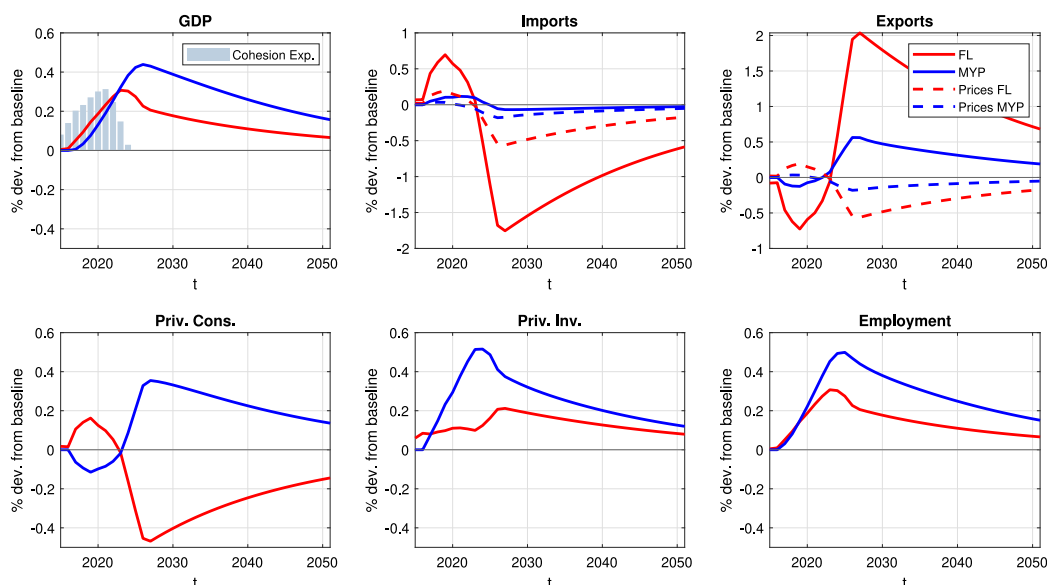 GDP
% dev. from baseline
0.6
0.4
0.2
0
-0.2
-0.4
Cohesion Exp.
2020 2030 2040 2050
t
Imports
% dev. from baseline
1
0.5
0
-0.5
-1
-1.5
-2
2020 2030 2040 2050
t
Exports
% dev. from baseline
2
1.5
1
0.5
0
-0.5
-1
FL
MYP
Prices FL
Prices MYP
2020 2030 2040 2050
t
Priv. Cons.
% dev. from baseline
0.6
0.4
0.2
0
-0.2
-0.4
2020 2030 2040 2050
t
Priv. Inv.
% dev. from baseline
0.6
0.4
0.2
0
-0.2
-0.4
2020 2030 2040 2050
t
Employment
% dev. from baseline
0.6
0.4
0.2
0
-0.2
-0.4
2020 2030 2040 2050
t